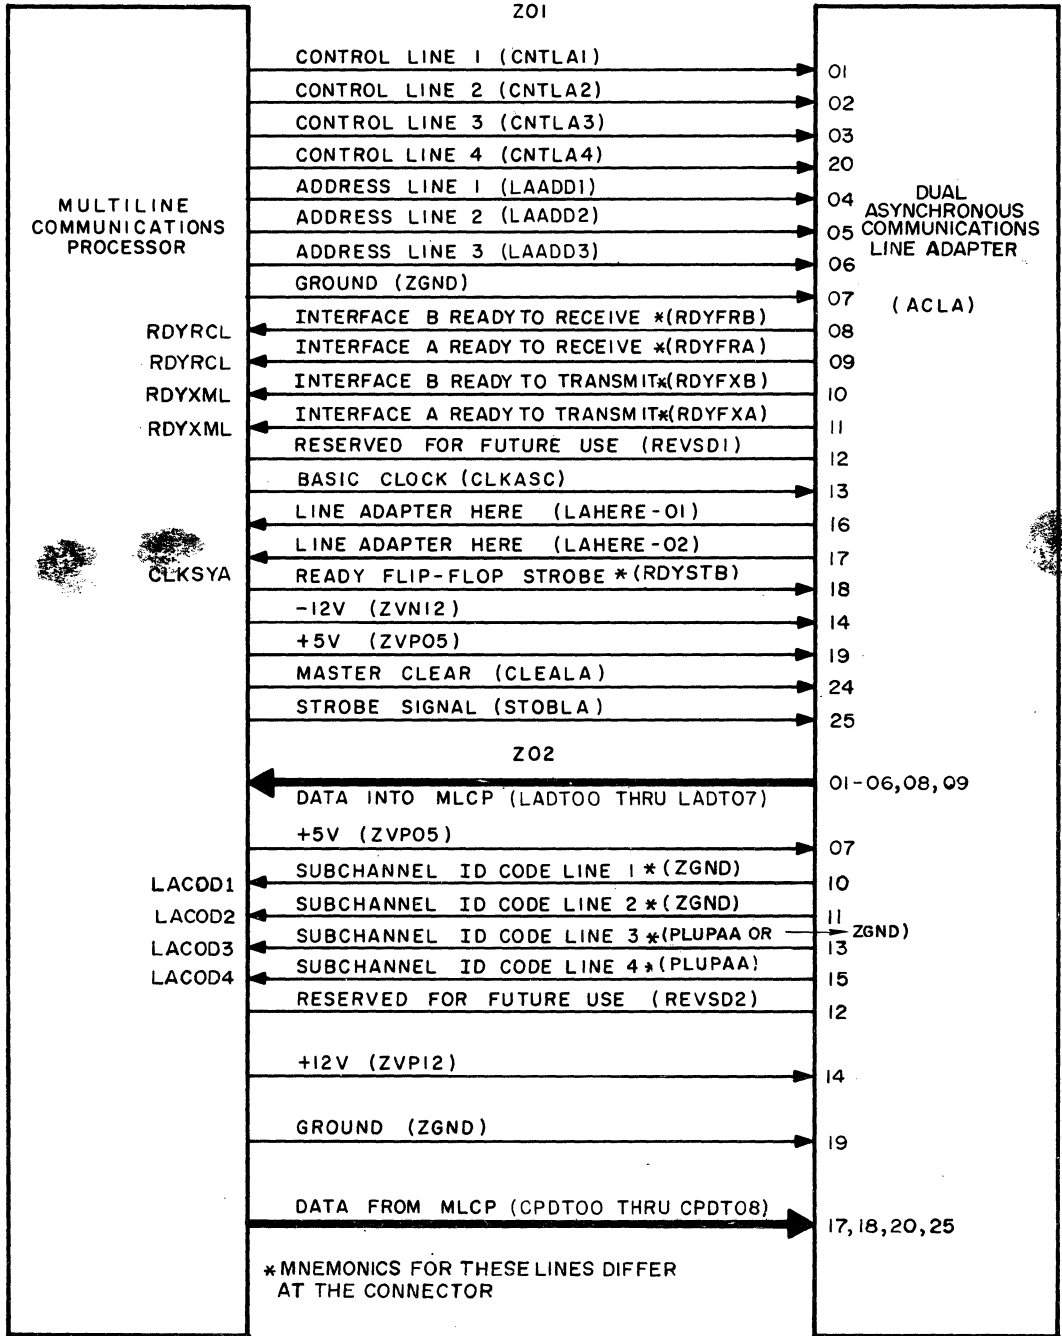 Z01
CONTROL LINE 1 (CNTLA1)
01
CONTROL LINE 2 (CNTLA2)
02
CONTROL LINE 3 (CNTLA3)
03
CONTROL LINE 4 (CNTLA4)
20
ADDRESS LINE 1 (LAADD1)
04
ADDRESS LINE 2 (LAADD2)
05
ADDRESS LINE 3 (LAADD3)
06
GROUND (ZGND)
07
MULTILINE
COMMUNICATIONS
PROCESSOR
DUAL
ASYNCHRONOUS
COMMUNICATIONS
LINE ADAPTER
(ACLA)
RDYRCL
INTERFACE B READY TO RECEIVE *(RDYFRB)
08
RDYRCL
INTERFACE A READY TO RECEIVE *(RDYFRA)
09
RDYXML
INTERFACE B READY TO TRANSMIT*(RDYFXB)
10
RDYXML
INTERFACE A READY TO TRANSMIT*(RDYFXA)
11
RESERVED FOR FUTURE USE (REVSD1)
12
BASIC CLOCK (CLKASC)
13
LINE ADAPTER HERE (LAHERE-01)
16
LINE ADAPTER HERE (LAHERE-02)
17
CLKSYA
READY FLIP-FLOP STROBE *(RDYSTB)
18
-12V (ZVN12)
14
+5V (ZVP05)
19
MASTER CLEAR (CLEALA)
24
STROBE SIGNAL (STOBLA)
25
Z02
01-06,08,09
DATA INTO MLCP (LADT00 THRU LADT07)
+5V (ZVP05)
07
LACOD1
SUBCHANNEL ID CODE LINE 1 *(ZGND)
10
LACOD2
SUBCHANNEL ID CODE LINE 2 *(ZGND)
11
LACOD3
SUBCHANNEL ID CODE LINE 3 *(PLUPAA OR ZGND)
13
LACOD4
SUBCHANNEL ID CODE LINE 4 *(PLUPAA)
15
RESERVED FOR FUTURE USE (REVSD2)
12
+12V (ZVP12)
14
GROUND (ZGND)
19
DATA FROM MLCP (CPDT00 THRU CPDT08)
17,18,20,25
*MNEMONICS FOR THESE LINES DIFFER
AT THE CONNECTOR